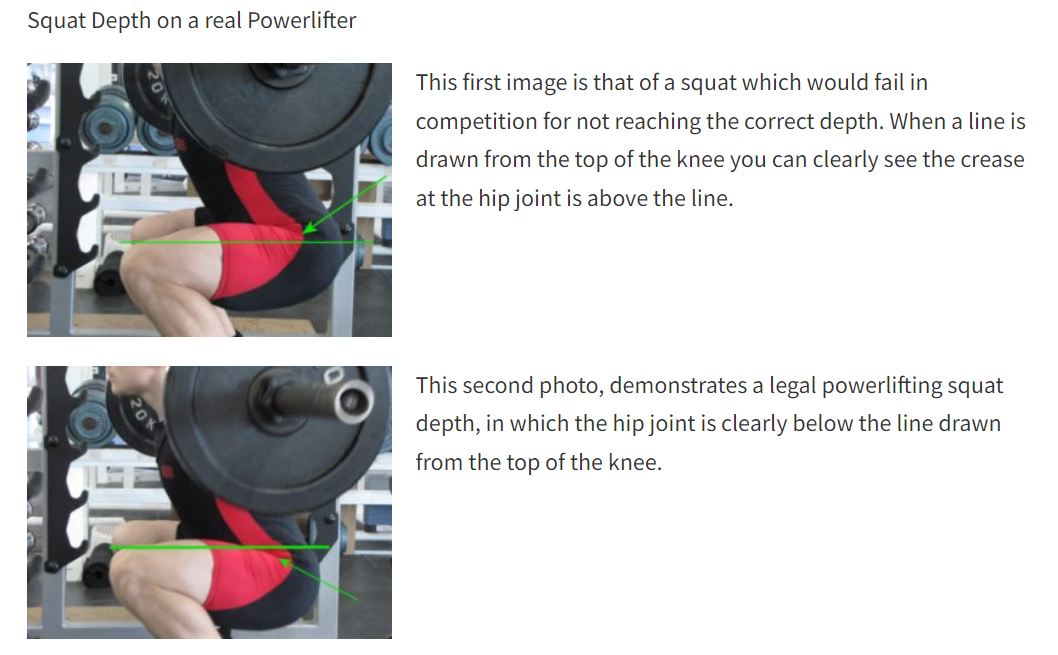 Squat Depth on a real Powerlifter
20K
This first image is that of a squat which would fail in
competition for not reaching the correct depth. When a line is
drawn from the top of the knee you can clearly see the crease
at the hip joint is above the line.
20K
This second photo, demonstrates a legal powerlifting squat
depth, in which the hip joint is clearly below the line drawn
from the top of the knee.